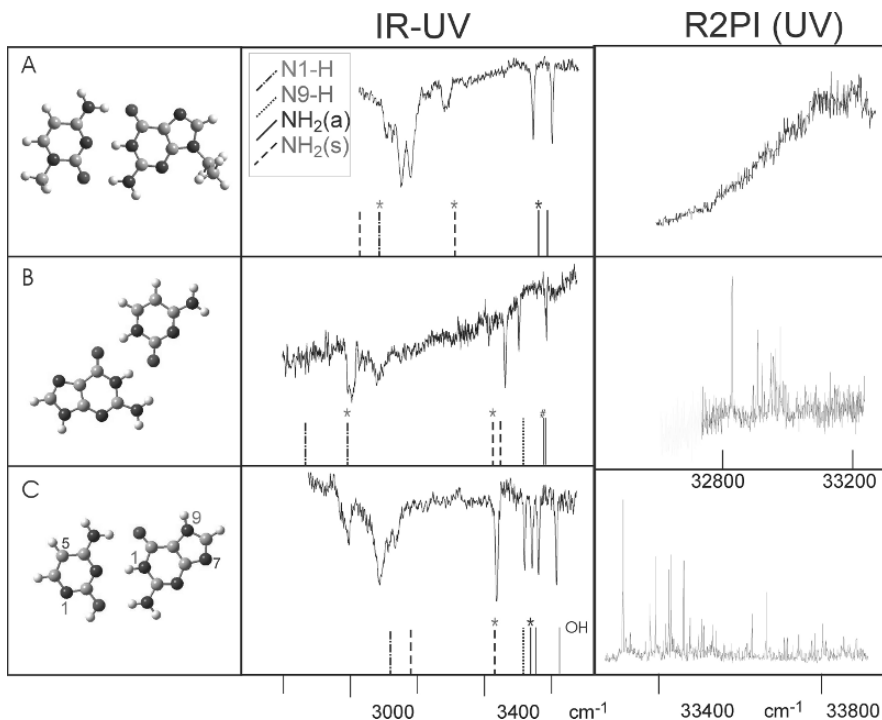 IR-UV
R2PI (UV)
A
N1-H
N9-H
NH2(a)
NH2(s)
*
*
*
B
*
*
#
32800
33200
C
5
1
9
1
7
*
*
OH
3000
3400
cm-1
33400
cm-1
33800